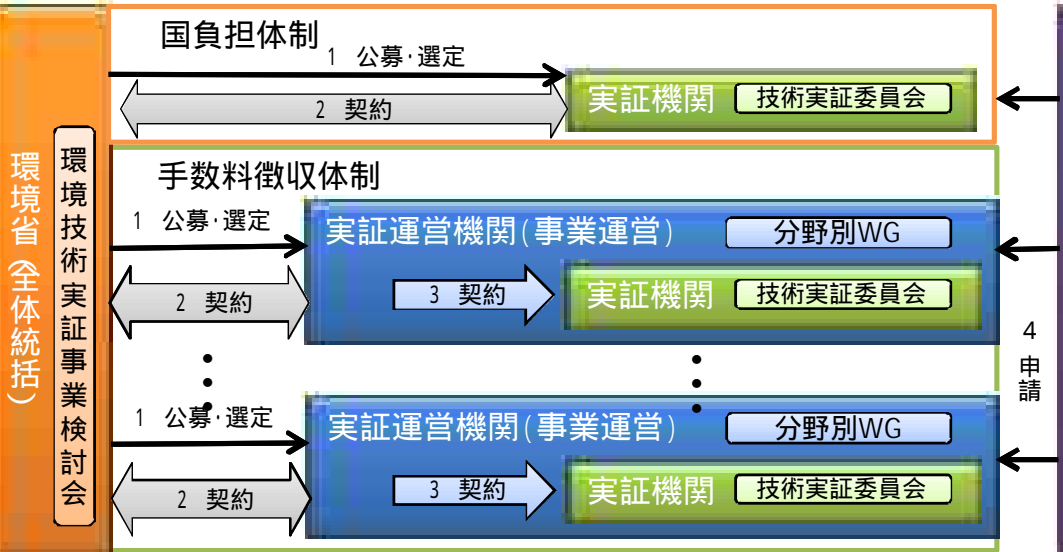 環境省(全体統括)
環境技術実証事業検討会
国負担体制
1 公募·選定
2 契約
実証機関 技術実証委員会
手数料徴収体制
1 公募·選定
実証運営機関(事業運営) 分野別WG
2 契約
3 契約
実証機関 技術実証委員会
1 公募·選定
実証運営機関(事業運営) 分野別WG
2 契約
3 契約
実証機関 技術実証委員会
4
申請